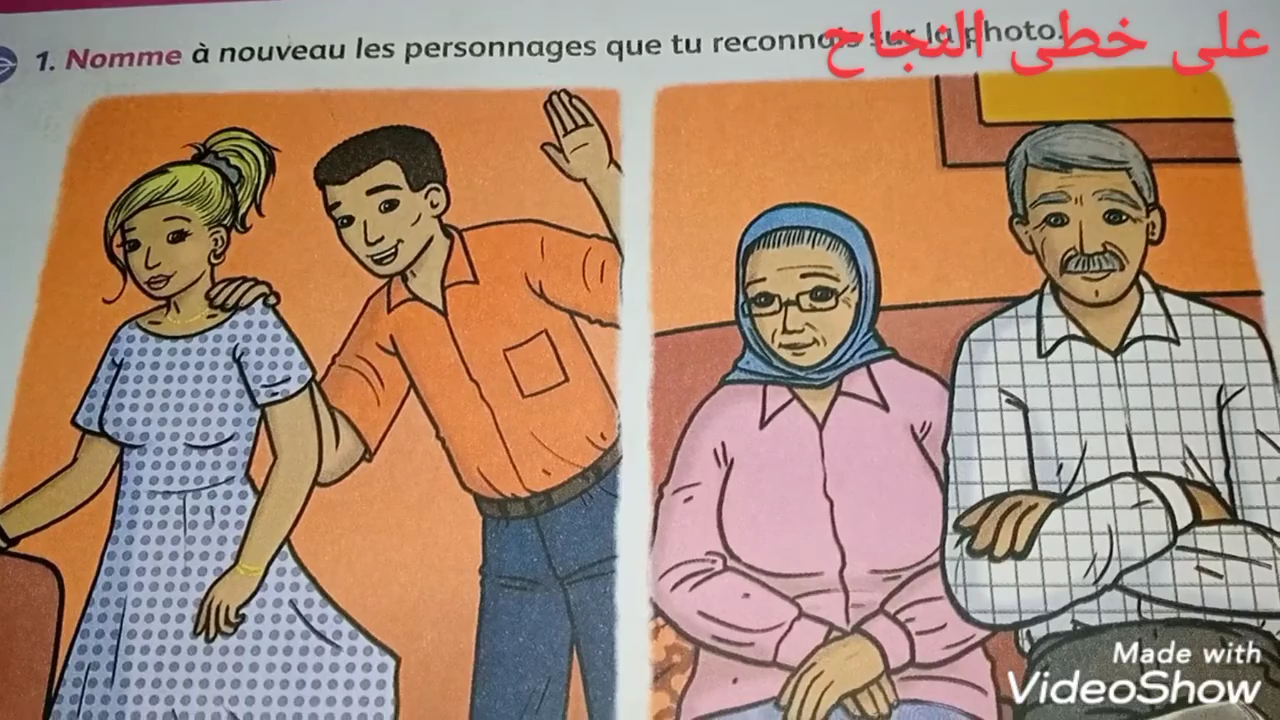 1. Nomme à nouveau les personnages que tu reconnais sur la photo.
على خطى النجاح
Made with
VideoShow